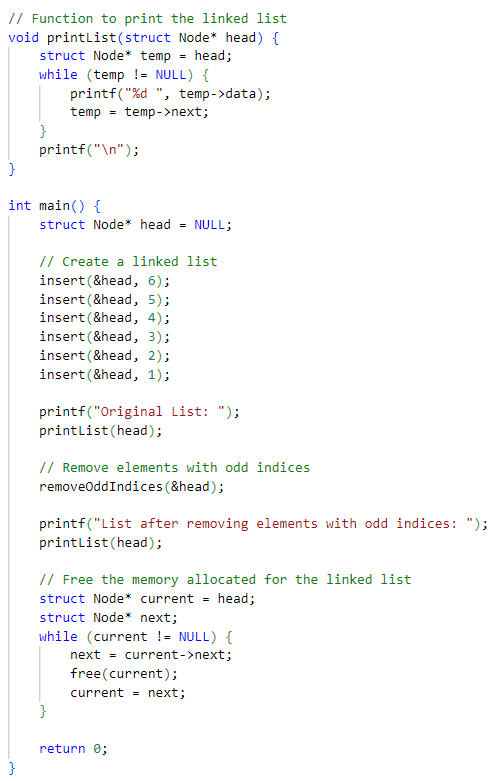 // Function to print the linked list
void printList(struct Node* head) {
    struct Node* temp = head;
    while (temp != NULL) {
        printf("%d ", temp->data);
        temp = temp->next;
    }
    printf("\n");
}

int main() {
    struct Node* head = NULL;

    // Create a linked list
    insert(&head, 6);
    insert(&head, 5);
    insert(&head, 4);
    insert(&head, 3);
    insert(&head, 2);
    insert(&head, 1);

    printf("Original List: ");
    printList(head);

    // Remove elements with odd indices
    removeOddIndices(&head);

    printf("List after removing elements with odd indices: ");
    printList(head);

    // Free the memory allocated for the linked list
    struct Node* current = head;
    struct Node* next;
    while (current != NULL) {
        next = current->next;
        free(current);
        current = next;
    }

    return 0;
}